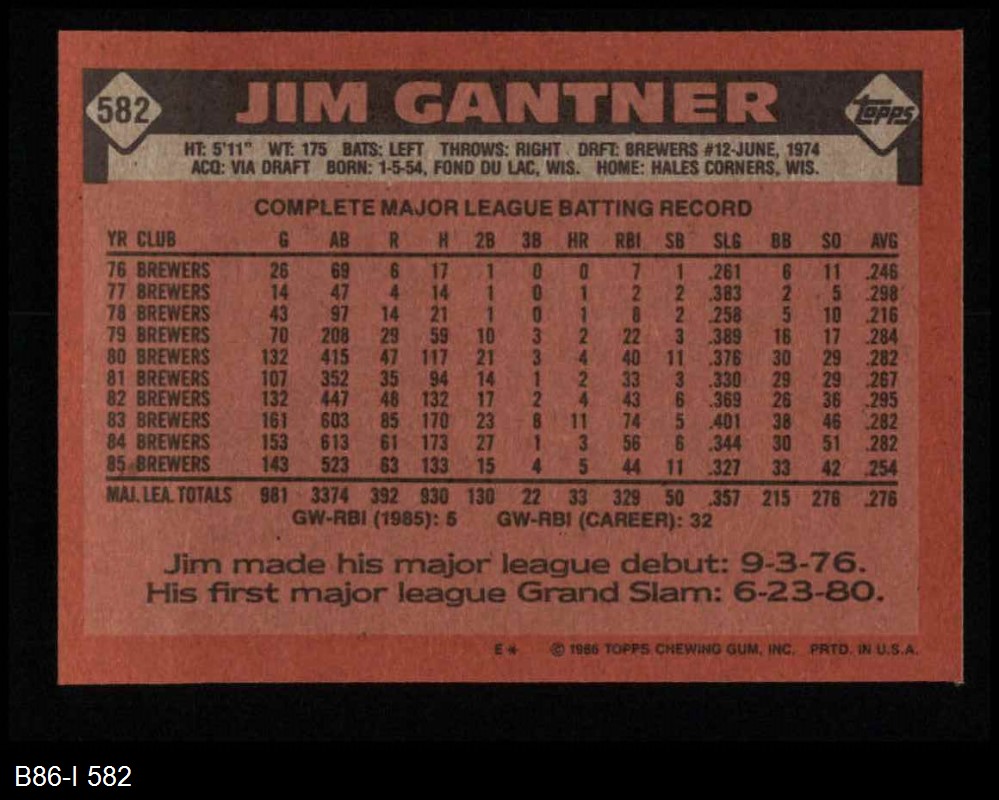 582 JIM GANTNER Topps
HT: 5'11" WT: 175 BATS: LEFT THROWS: RIGHT DRFT: BREWERS #12-JUNE, 1974
ACQ: VIA DRAFT BORN: 1-5-54, FOND DU LAC, WIS. HOME: HALES CORNERS, WIS.
COMPLETE MAJOR LEAGUE BATTING RECORD
YR CLUB G AB R H 2B 3B HR RBI SB SLG BB SO AVG
76 BREWERS 26 69 6 17 1 0 0 7 1 .261 6 11 .246
77 BREWERS 14 47 4 14 1 0 1 2 2 .383 2 5 .298
78 BREWERS 43 97 14 21 1 0 1 8 2 .258 5 10 .216
79 BREWERS 70 208 29 59 10 3 2 22 3 .389 16 17 .284
80 BREWERS 132 415 47 117 21 3 4 40 11 .376 30 29 .282
81 BREWERS 107 352 35 94 14 1 2 33 3 .330 29 29 .267
82 BREWERS 132 447 48 132 17 2 4 43 6 .369 26 36 .295
83 BREWERS 161 603 85 170 23 8 11 74 5 .401 38 46 .282
84 BREWERS 153 613 61 173 27 1 3 56 6 .344 30 51 .282
85 BREWERS 143 523 63 133 15 4 5 44 11 .327 33 42 .254
MAJ. LEA. TOTALS 981 3374 392 930 130 22 33 329 50 .357 215 276 .276
GW-RBI (1985): 5 GW-RBI (CAREER): 32
Jim made his major league debut: 9-3-76.
His first major league Grand Slam: 6-23-80.
E* © 1986 TOPPS CHEWING GUM, INC. PRTD. IN U.S.A.
B86-I 582